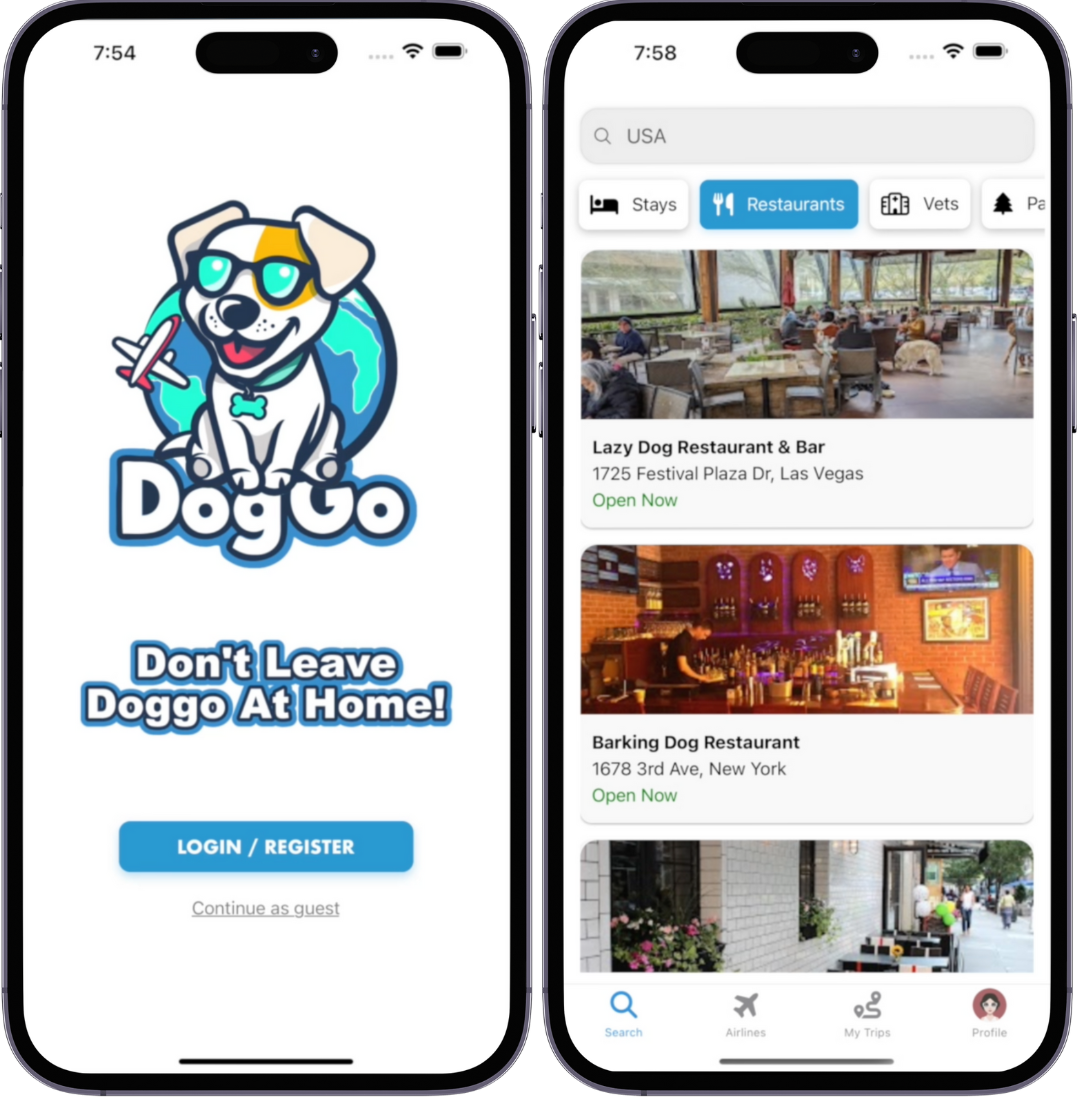 7:54
DogGo
Don't Leave
Doggo At Home!
LOGIN / REGISTER
Continue as guest
7:58
USA
Stays
Restaurants
Vets
Pa
Lazy Dog Restaurant & Bar
1725 Festival Plaza Dr, Las Vegas
Open Now
Barking Dog Restaurant
1678 3rd Ave, New York
Open Now
Search
Airlines
My Trips
Profile